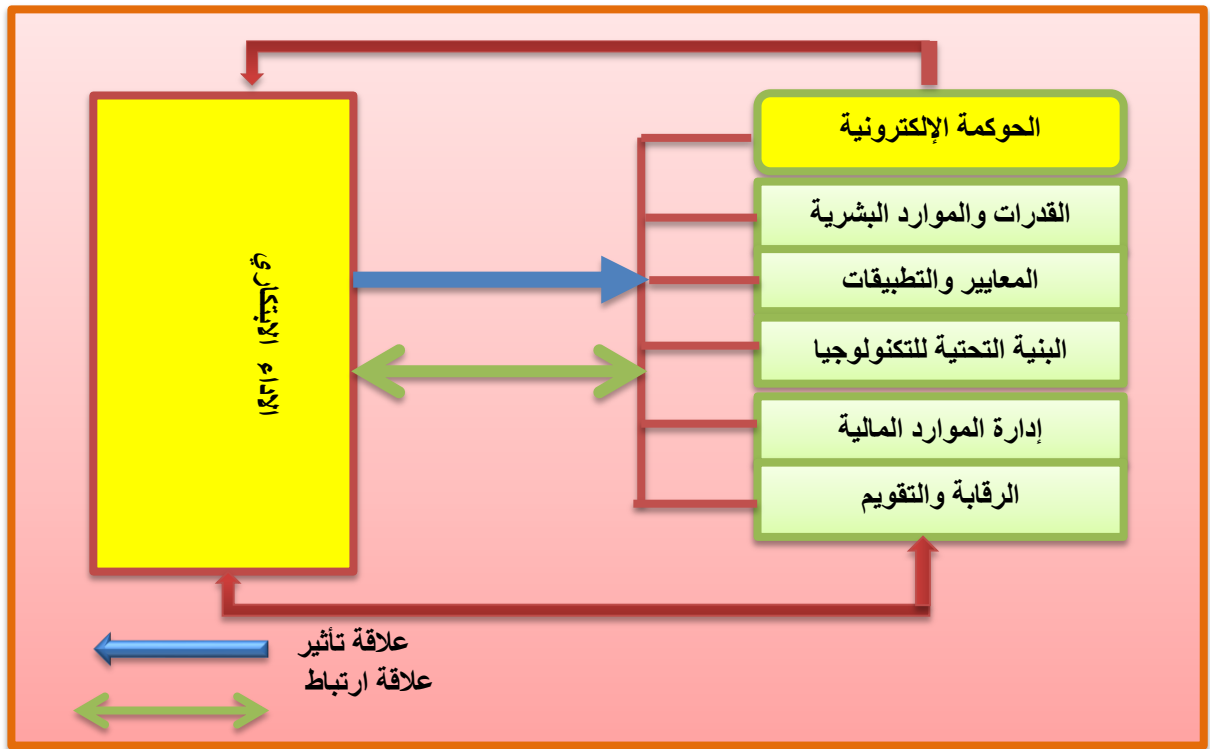 الحوكمة الإلكترونية
القدرات والموارد البشرية
المعايير والتطبيقات
البنية التحتية للتكنولوجيا
إدارة الموارد المالية
الرقابة والتقويم
الاداء الابتكاري
علاقة تأثير
علاقة ارتباط